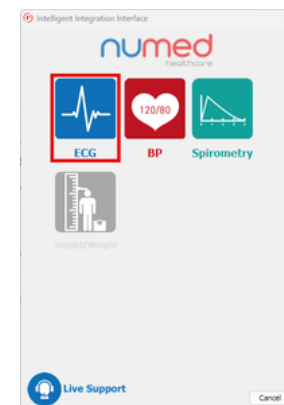 Intelligent Integration Interface
numed
healthcare
120/80
ECG BP Spirometry
Height/Weight
Live Support
Cancel